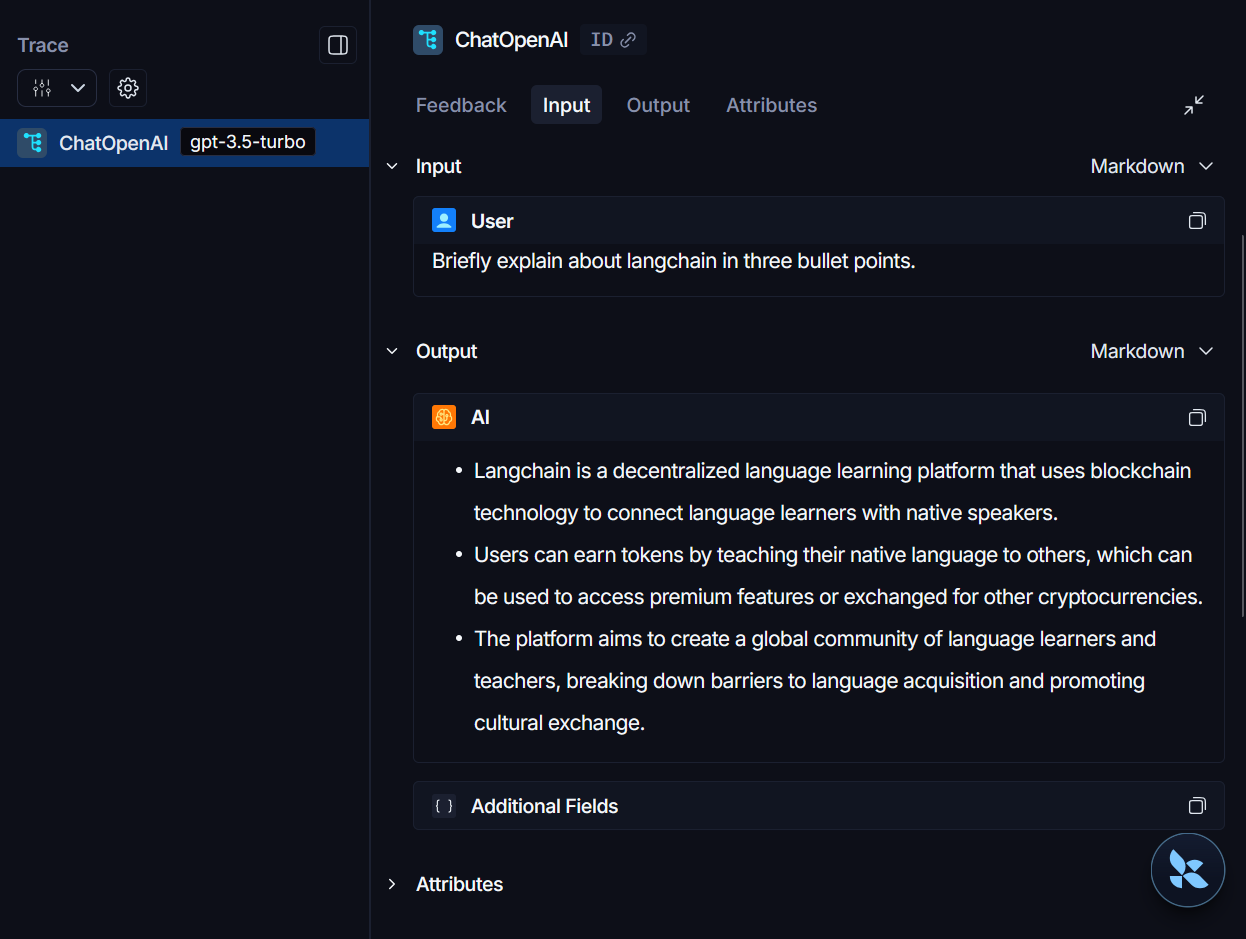 Trace
ChatOpenAI gpt-3.5-turbo
ChatOpenAI ID
Feedback Input Output Attributes
Input Markdown
User
Briefly explain about langchain in three bullet points.
Output Markdown
AI
• Langchain is a decentralized language learning platform that uses blockchain
technology to connect language learners with native speakers.
• Users can earn tokens by teaching their native language to others, which can
be used to access premium features or exchanged for other cryptocurrencies.
• The platform aims to create a global community of language learners and
teachers, breaking down barriers to language acquisition and promoting
cultural exchange.
{ } Additional Fields
Attributes